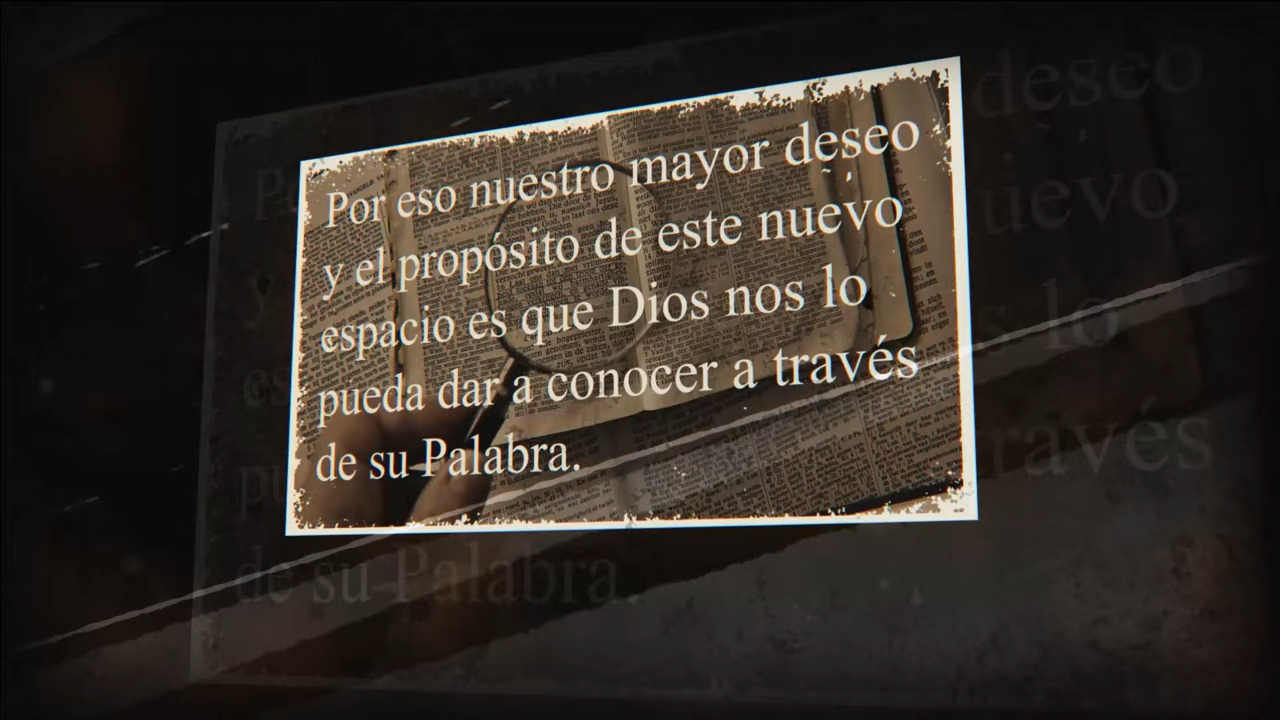 Por eso nuestro mayor deseo
y el propósito de este nuevo
espacio es que Dios nos lo
pueda dar a conocer a través
de su Palabra.